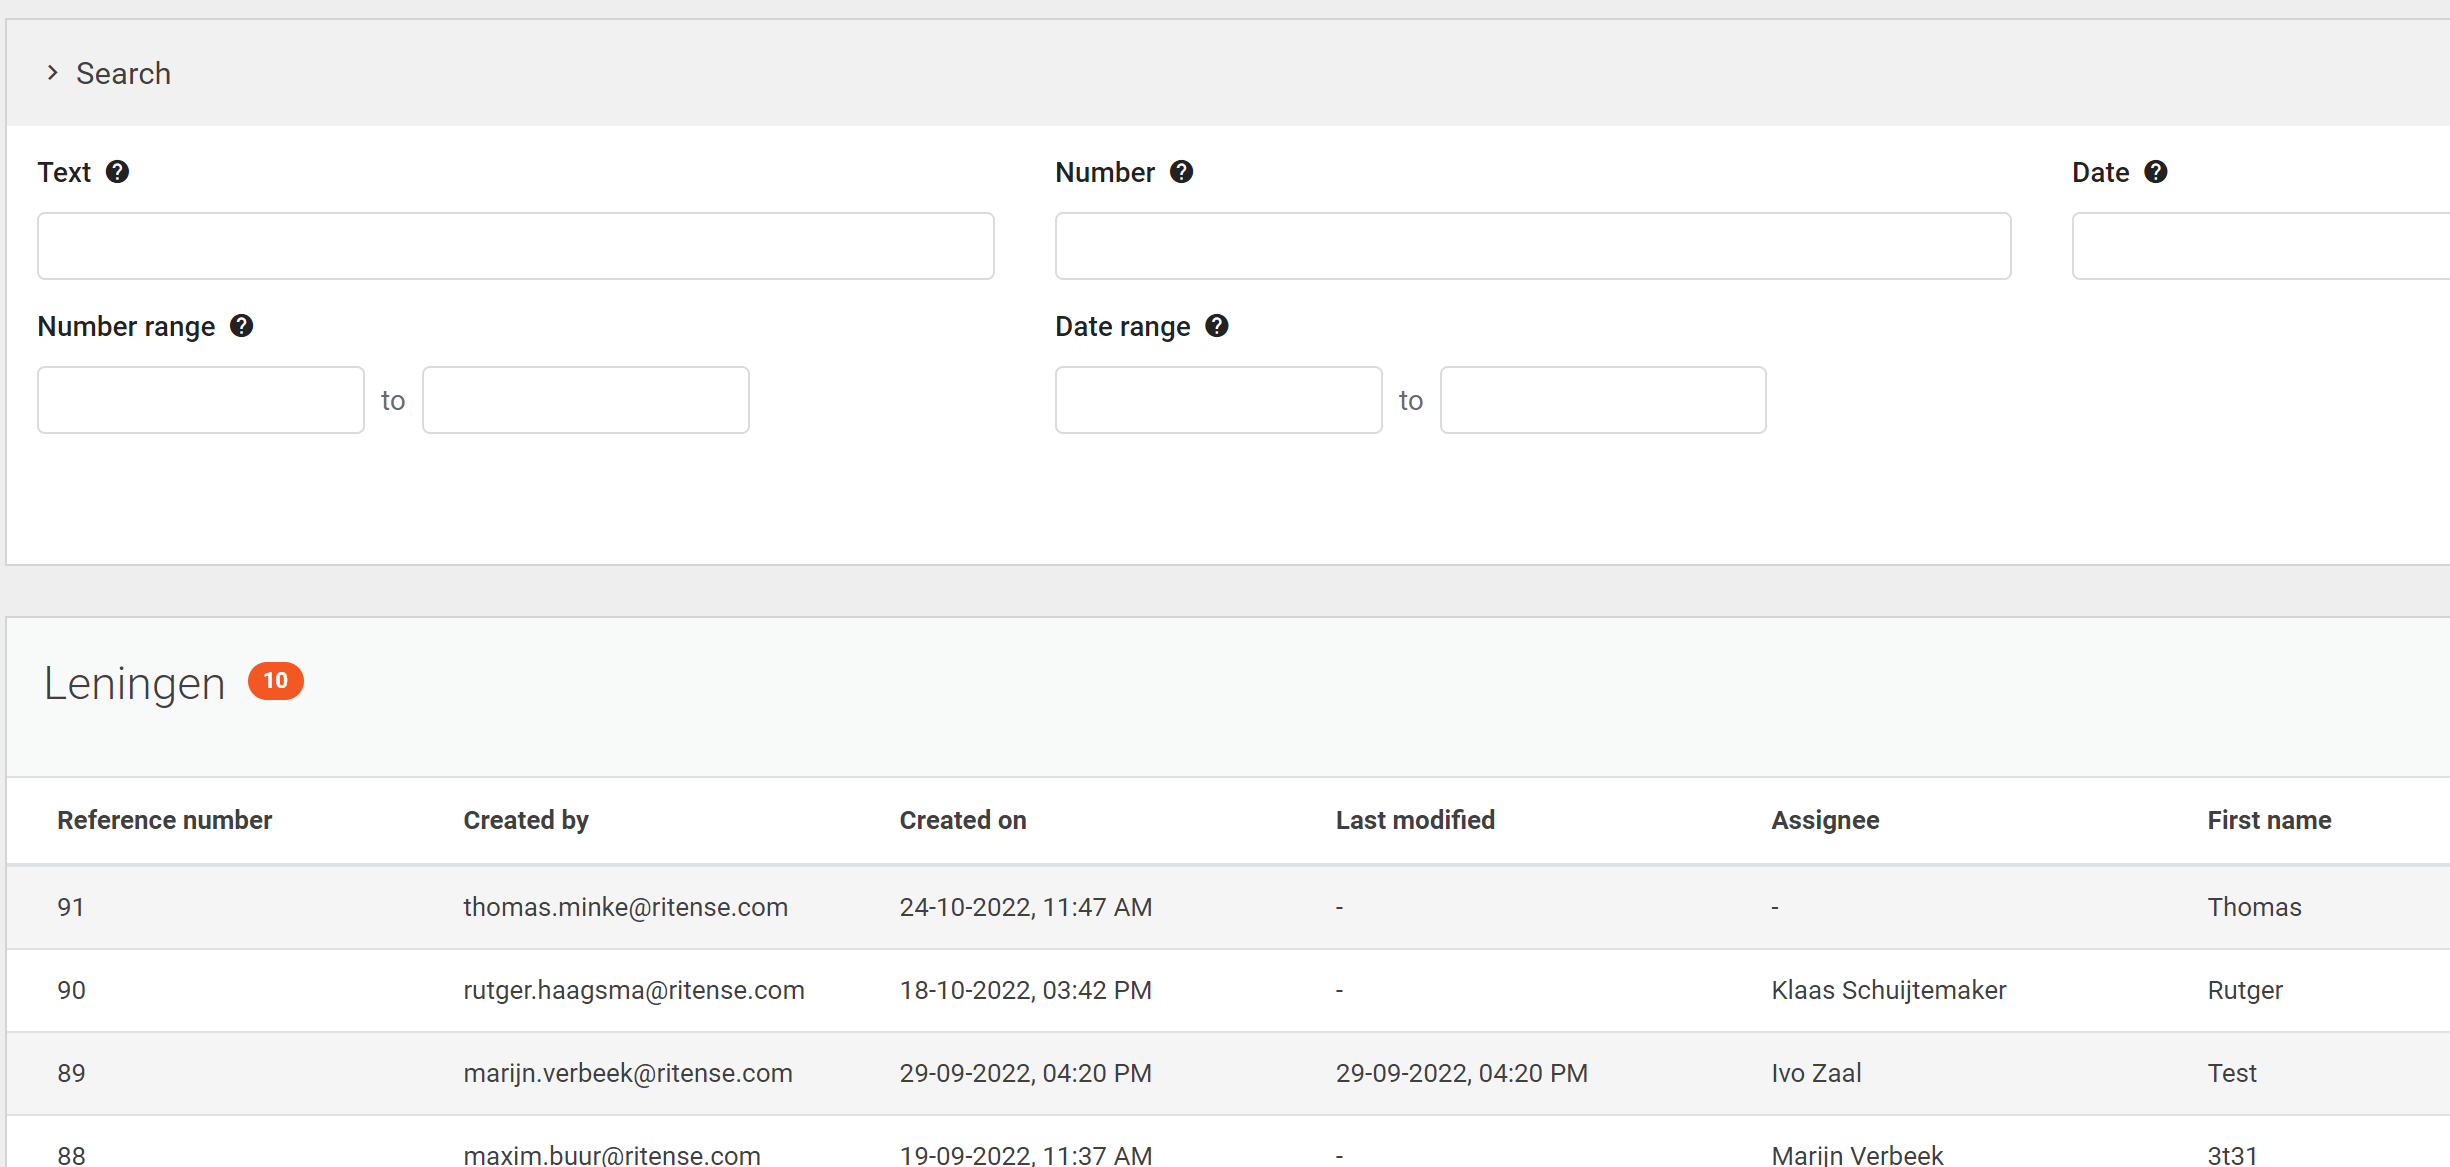 Search
Text Number Date
Number range Date range
to to
Leningen 10
Reference number Created by Created on Last modified Assignee First name
91 thomas.minke@ritense.com 24-10-2022, 11:47 AM - - Thomas
90 rutger.haagsma@ritense.com 18-10-2022, 03:42 PM - Klaas Schuijtemaker Rutger
89 marijn.verbeek@ritense.com 29-09-2022, 04:20 PM 29-09-2022, 04:20 PM Ivo Zaal Test
88 maxim.buur@ritense.com 19-09-2022, 11:37 AM - Marijn Verbeek 3t31